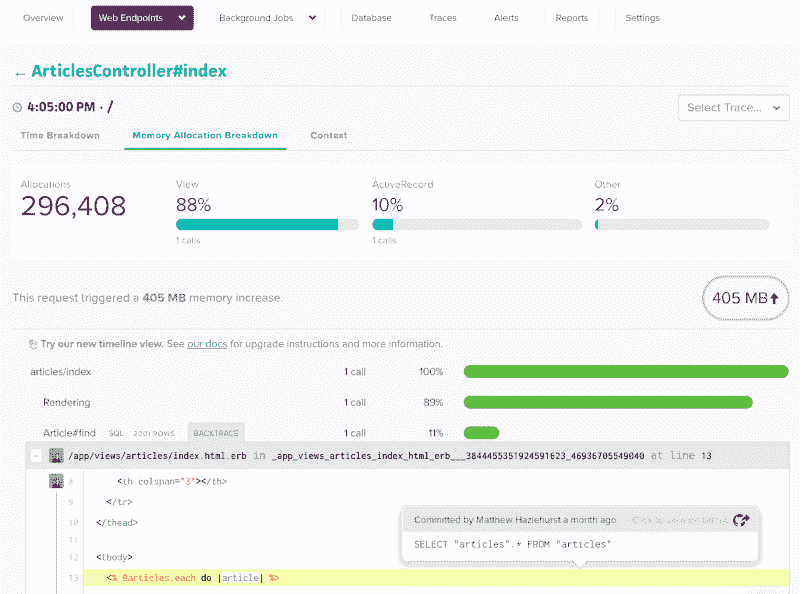 Overview Web Endpoints Background Jobs Database Traces Alerts Reports Settings
← ArticlesController#index
4:05:00 PM · /
Select Trace...
Time Breakdown Memory Allocation Breakdown Context
Allocations View ActiveRecord Other
296,408 88% 10% 2%
1 calls 1 calls
This request triggered a 405 MB memory increase.
405 MB
Try our new timeline view. See our docs for upgrade instructions and more information.
articles/index 1 call 100%
Rendering 1 call 89%
Article#find SQL 2001 ROWS BACKTRACE 1 call 11%
/app/views/articles/index.html.erb in _app_views_articles_index_html_erb___3844455351924591623_46936705549040 at line 13
8 <th colspan="3"></th>
9 </tr>
10 </thead>
11
12 <tbody>
Committed by Matthew Hazlehurst a month ago
SELECT "articles".* FROM "articles"
13 <% @articles.each do |article| %>